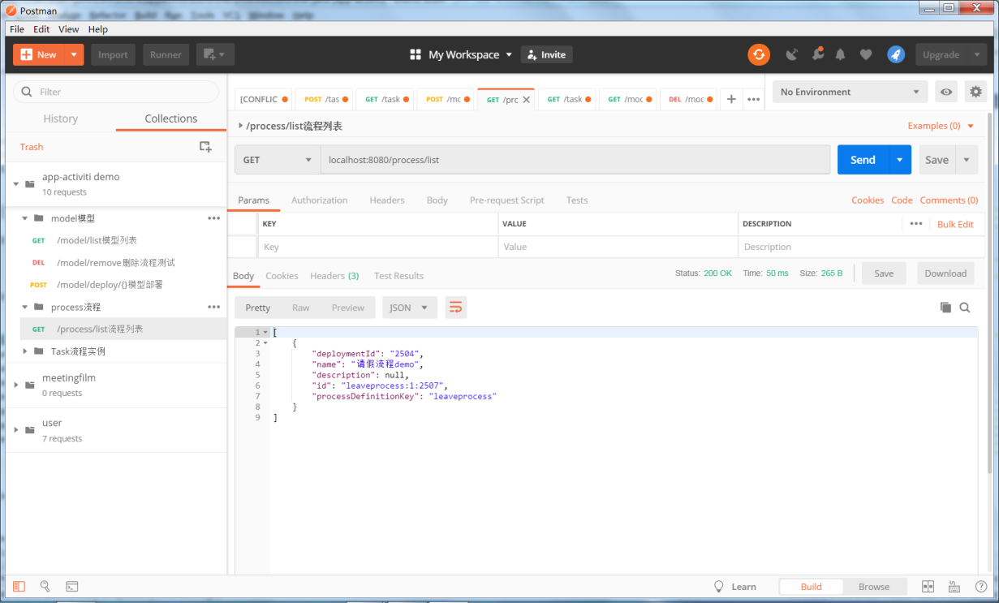 Postman
File Edit View Help
New Import Runner My Workspace Invite Upgrade
Filter
History Collections
Trash
app-activiti demo
10 requests
model模型
GET /model/list模型列表
DEL /model/remove删除流程测试
POST /model/deploy/{}模型部署
process流程
GET /process/list流程列表
Task流程实例
meetingfilm
0 requests
user
7 requests
[CONFLIC POST /tas GET /task POST /mc GET /prc GET /task GET /moc DEL /moc
No Environment
/process/list流程列表 Examples (0)
GET localhost:8080/process/list Send Save
Params Authorization Headers Body Pre-request Script Tests Cookies Code Comments (0)
KEY VALUE DESCRIPTION Bulk Edit
Key Value Description
Body Cookies Headers (3) Test Results Status: 200 OK Time: 50 ms Size: 265 B Save Download
Pretty Raw Preview JSON
1 [
2 {
3 "deploymentId": "2504",
4 "name": "请假流程demo",
5 "description": null,
6 "id": "leaveprocess:1:2507",
7 "processDefinitionKey": "leaveprocess"
8 }
9 ]
Learn Build Browse